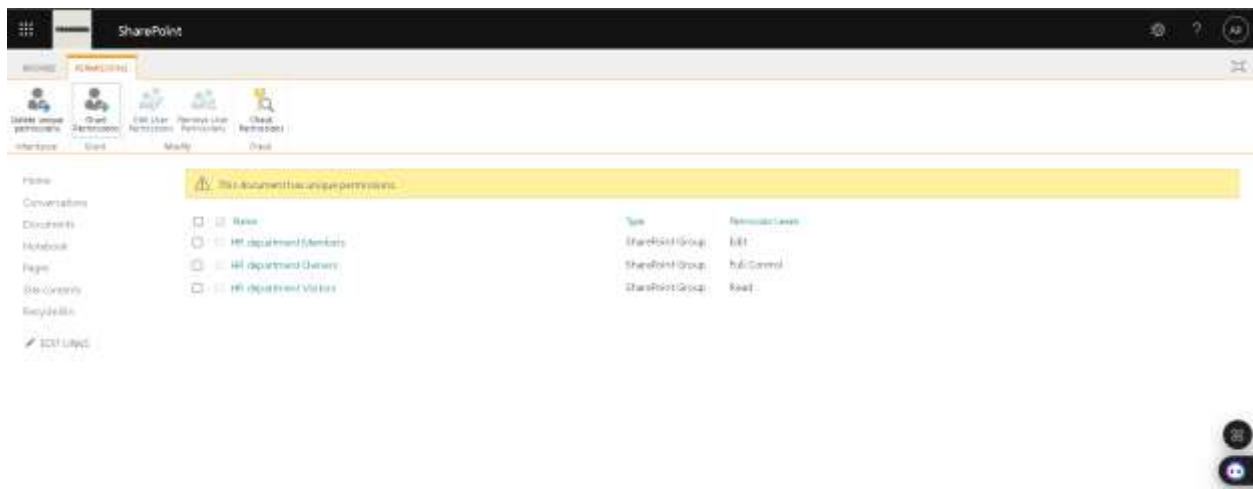 SharePoint
?
AR
BROWSE
PERMISSIONS
Delete unique permissions
Grant Permissions
Edit User Permissions
Remove User Permissions
Check Permissions
Inheritance
Grant
Modify
Check
Home
Conversations
Documents
Notebook
Pages
Site contents
Recycle Bin
EDIT LINKS
This document has unique permissions.
Name Type Permission Levels
HR department Members SharePoint Group Edit
HR department Owners SharePoint Group Full Control
HR department Visitors SharePoint Group Read